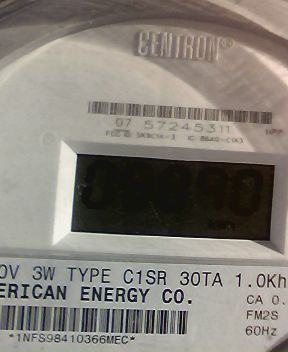 CENTRON®
07 57245311
0V 3W TYPE C1SR 30TA 1.0Kh
ERICAN ENERGY CO.
CA 0.
FM2S
60Hz
*1NFS98410366MEC*